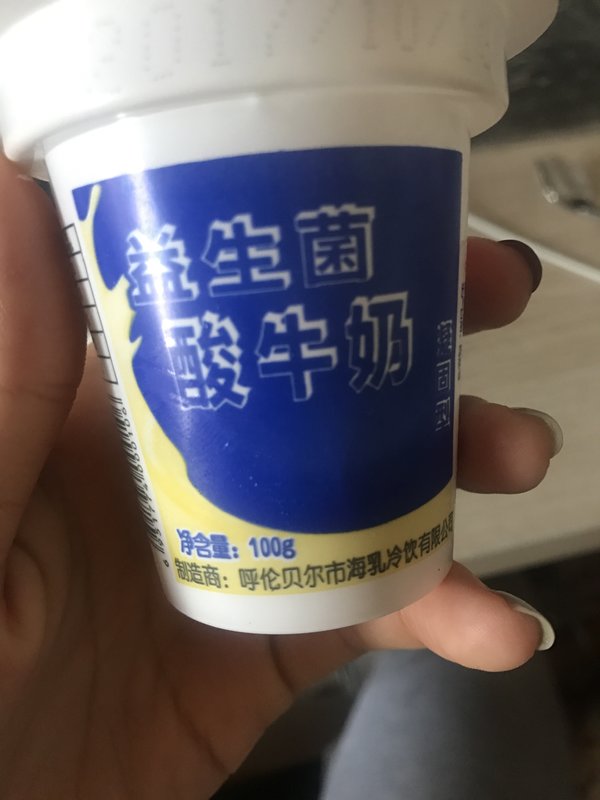 益生菌
酸牛奶
净含量：100g
制造商：呼伦贝尔市海乳冷饮有限公司